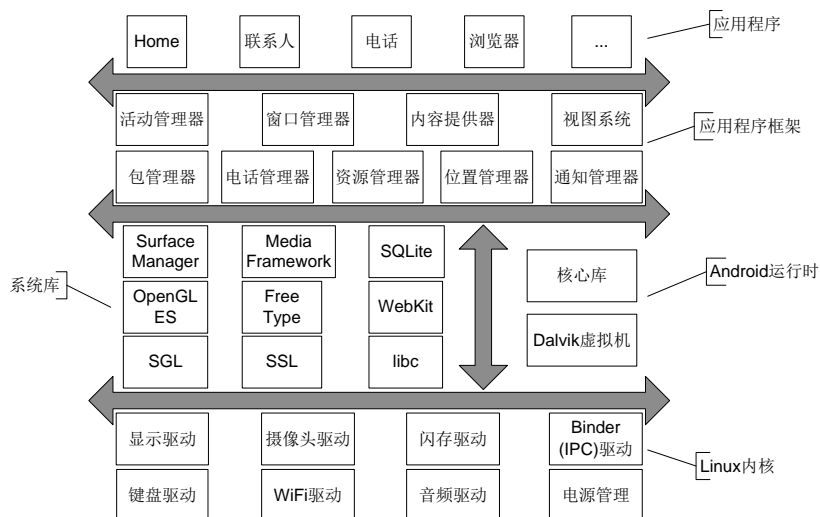 Home
联系人
电话
浏览器
...
应用程序
活动管理器
窗口管理器
内容提供器
视图系统
应用程序框架
包管理器
电话管理器
资源管理器
位置管理器
通知管理器
Surface
Manager
Media
Framework
SQLite
核心库
Android运行时
系统库
OpenGL
ES
Free
Type
WebKit
Dalvik虚拟机
SGL
SSL
libc
显示驱动
摄像头驱动
闪存驱动
Binder
(IPC)驱动
Linux内核
键盘驱动
WiFi驱动
音频驱动
电源管理